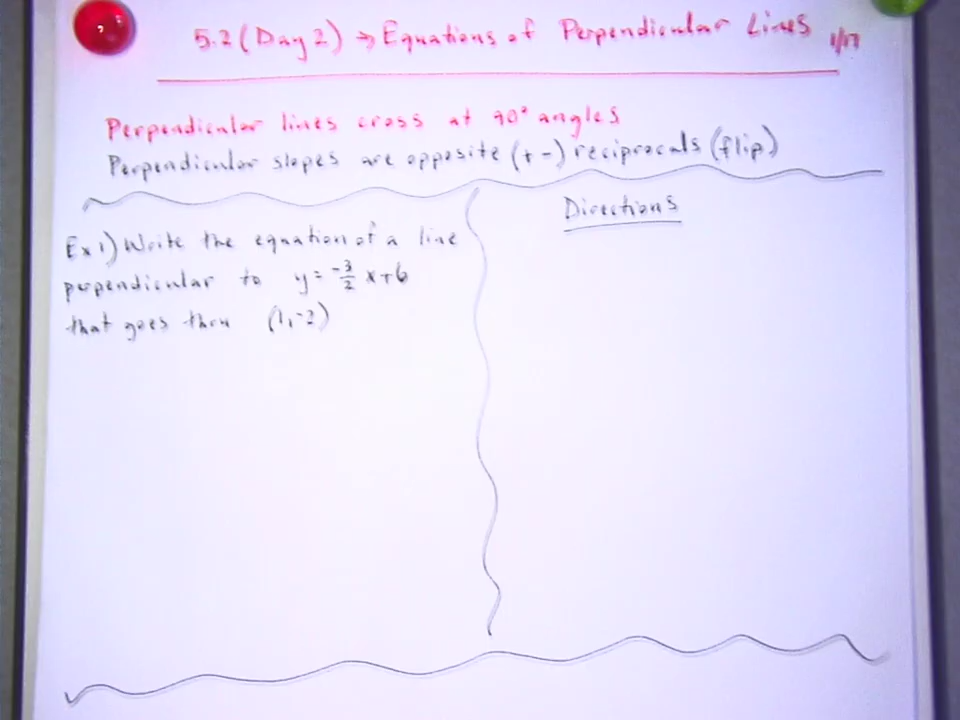 5.2 (Day 2) → Equations of Perpendicular Lines 1/17
Perpendicular lines cross at 90° angles
Perpendicular slopes are opposite (+ -) reciprocals (flip)
Directions
Ex 1) Write the equation of a line
perpendicular to y = -3/2 x + 6
that goes thru (1, -2)